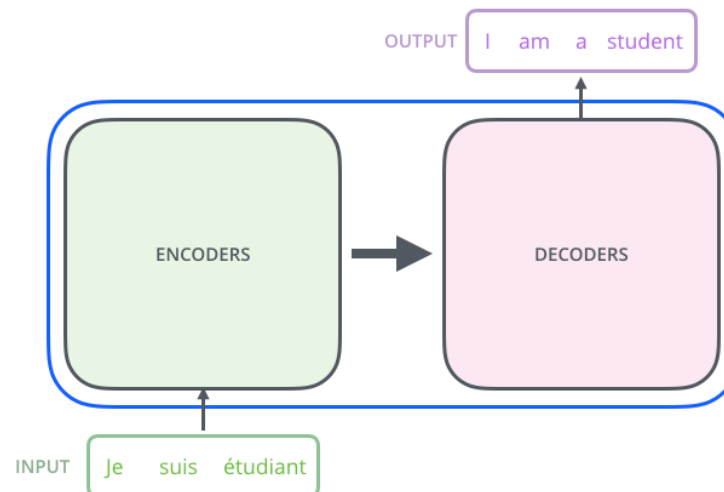 OUTPUT I am a student
ENCODERS DECODERS
INPUT Je suis étudiant